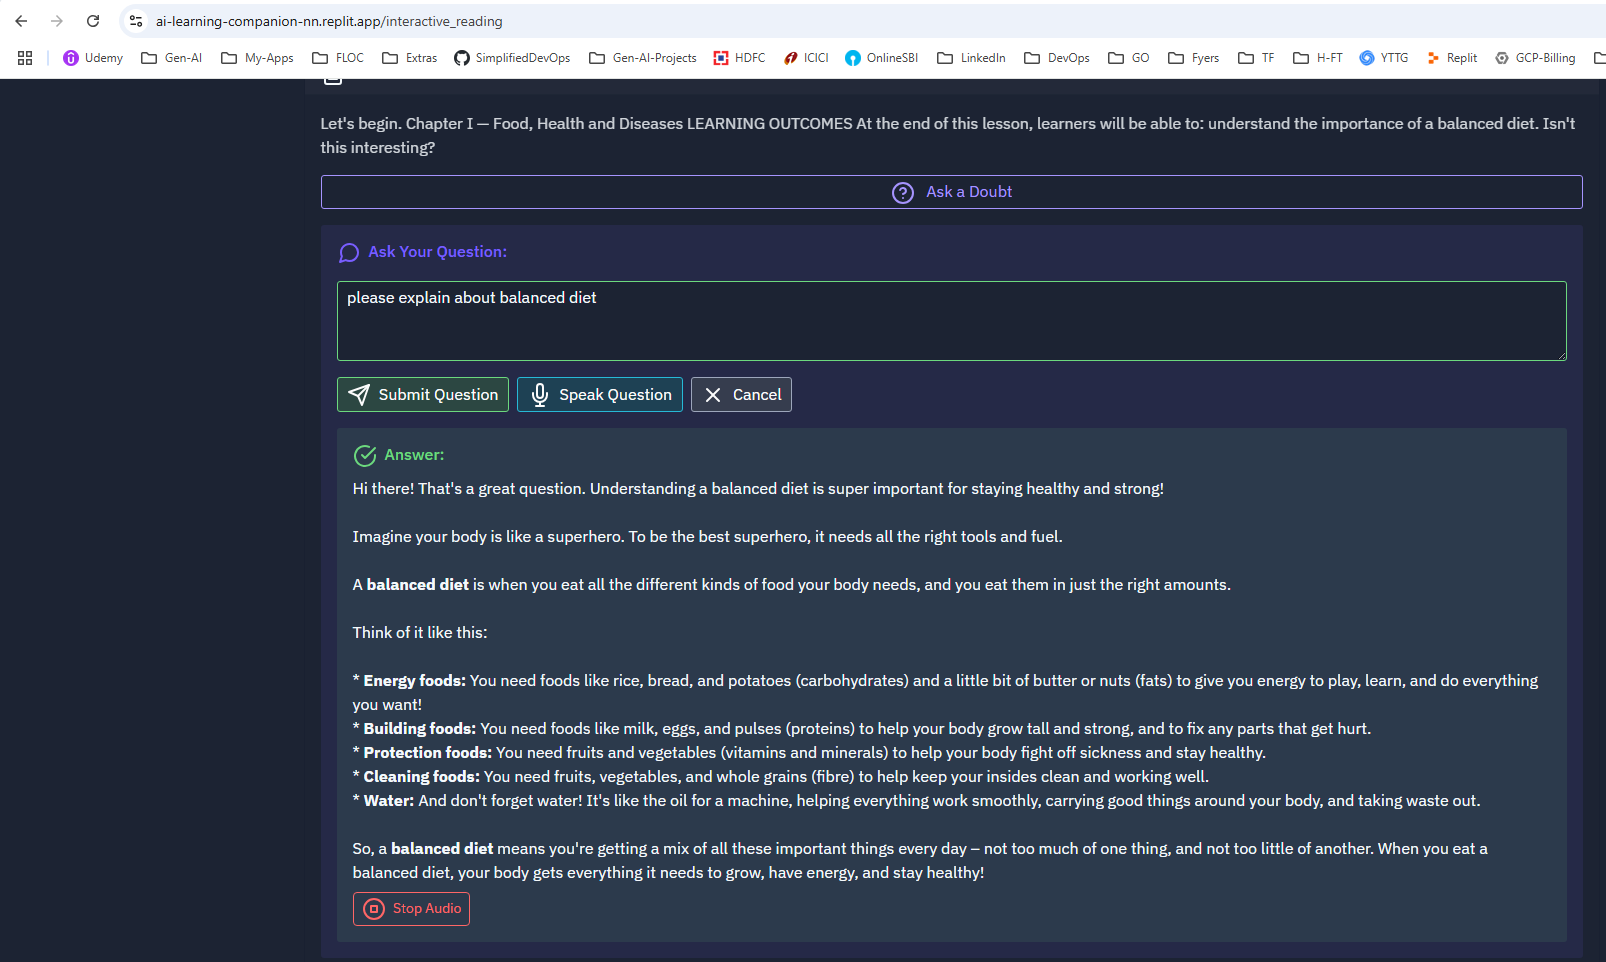 ai-learning-companion-nn.replit.app/interactive_reading
Udemy Gen-AI My-Apps FLOC Extras SimplifiedDevOps Gen-AI-Projects HDFC ICICI OnlineSBI LinkedIn DevOps GO Fyers TF H-FT YTTG Replit GCP-Billing
Let's begin. Chapter I — Food, Health and Diseases LEARNING OUTCOMES At the end of this lesson, learners will be able to: understand the importance of a balanced diet. Isn't
this interesting?
Ask a Doubt
Ask Your Question:
please explain about balanced diet
Submit Question Speak Question Cancel
Answer:
Hi there! That's a great question. Understanding a balanced diet is super important for staying healthy and strong!
Imagine your body is like a superhero. To be the best superhero, it needs all the right tools and fuel.
A balanced diet is when you eat all the different kinds of food your body needs, and you eat them in just the right amounts.
Think of it like this:
* Energy foods: You need foods like rice, bread, and potatoes (carbohydrates) and a little bit of butter or nuts (fats) to give you energy to play, learn, and do everything
you want!
* Building foods: You need foods like milk, eggs, and pulses (proteins) to help your body grow tall and strong, and to fix any parts that get hurt.
* Protection foods: You need fruits and vegetables (vitamins and minerals) to help your body fight off sickness and stay healthy.
* Cleaning foods: You need fruits, vegetables, and whole grains (fibre) to help keep your insides clean and working well.
* Water: And don't forget water! It's like the oil for a machine, helping everything work smoothly, carrying good things around your body, and taking waste out.
So, a balanced diet means you're getting a mix of all these important things every day – not too much of one thing, and not too little of another. When you eat a
balanced diet, your body gets everything it needs to grow, have energy, and stay healthy!
Stop Audio